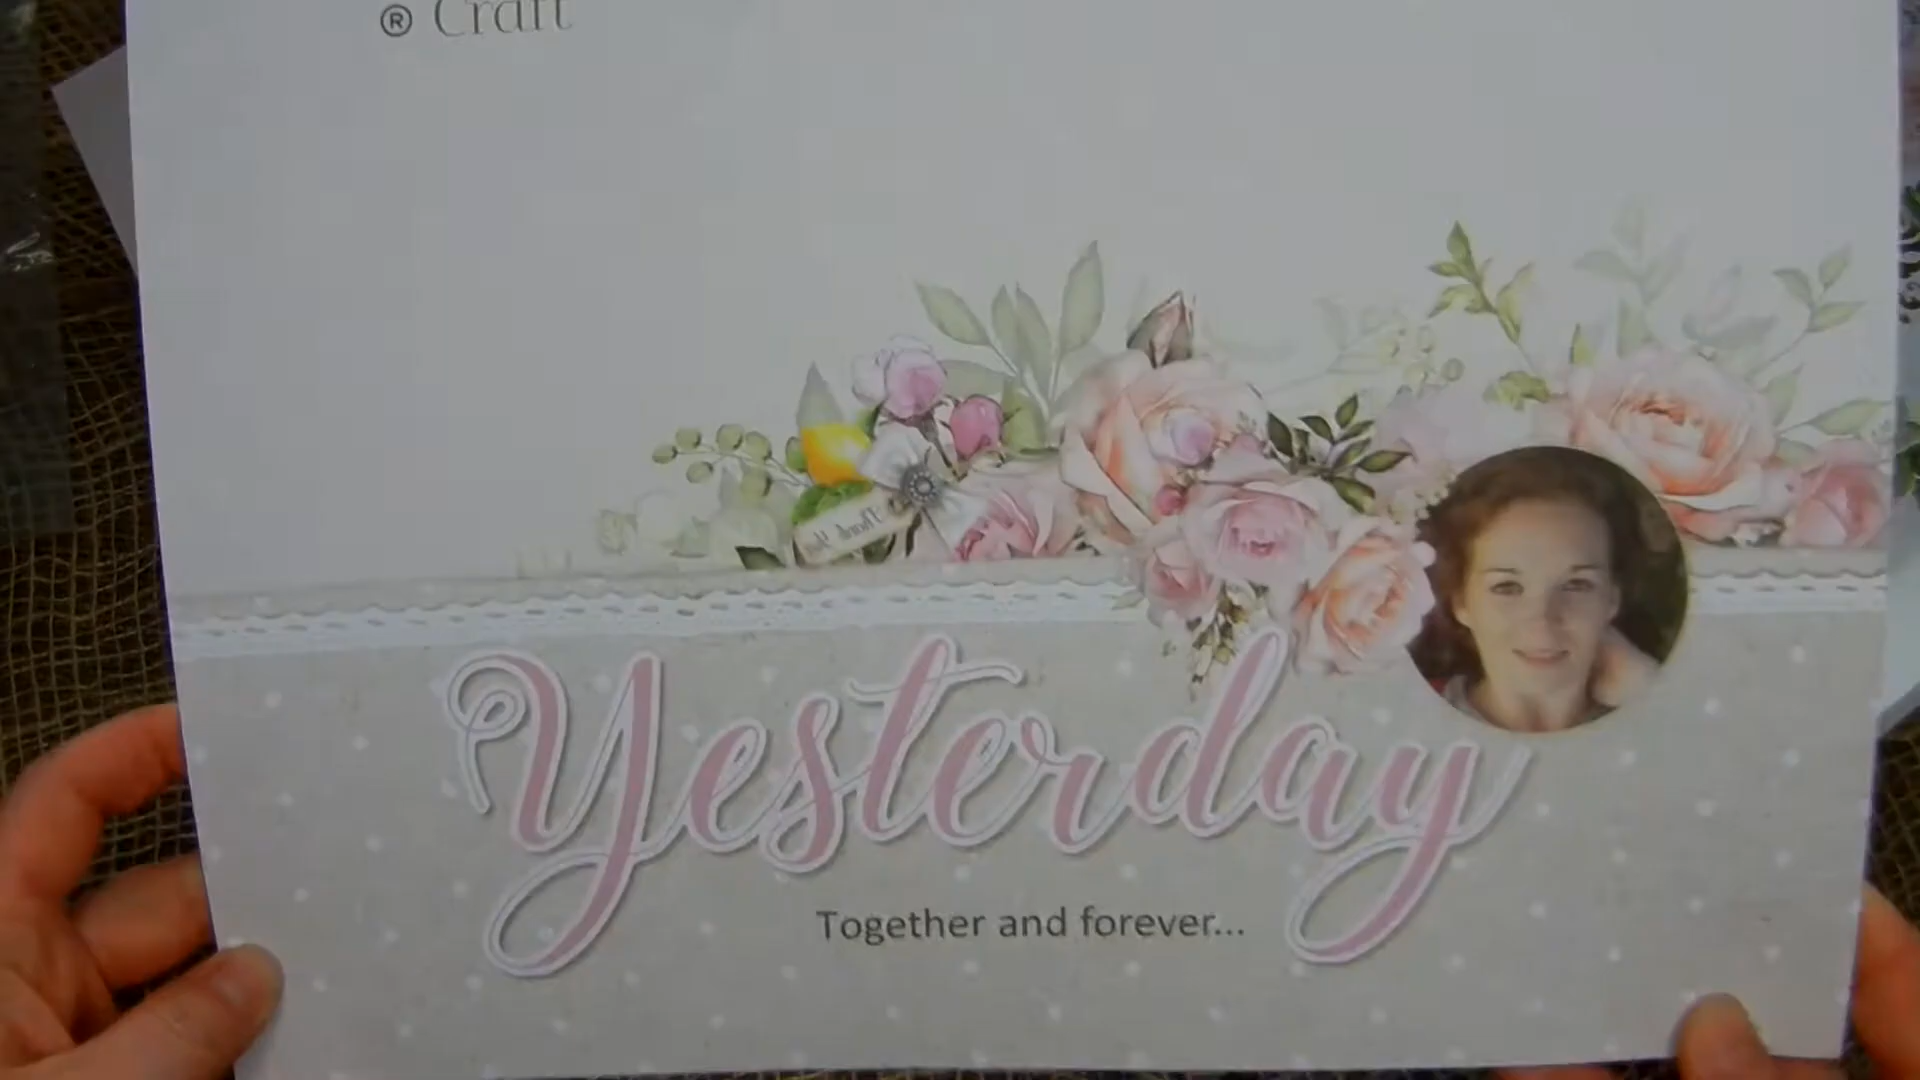 ® Craft
Yesterday
Together and forever...